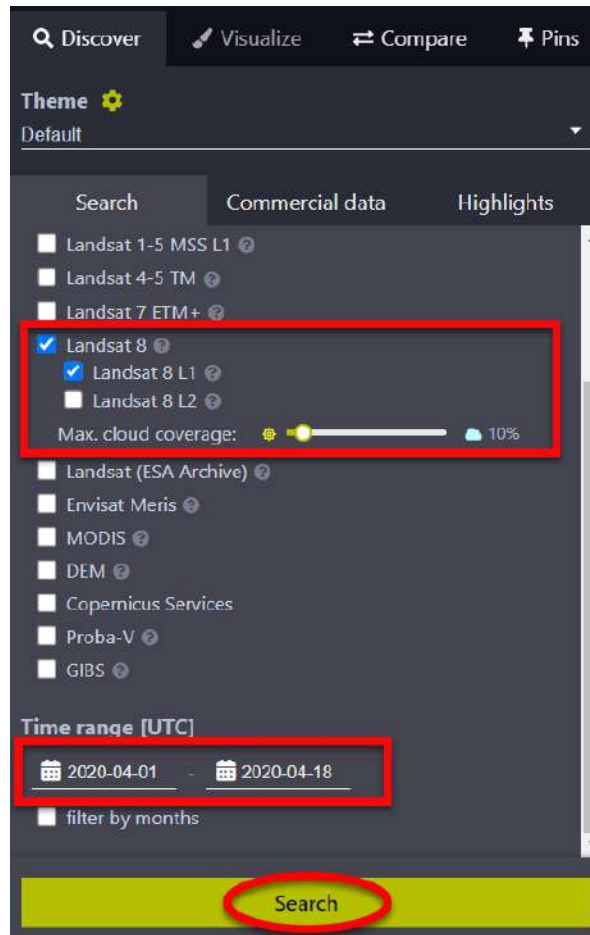 Discover Visualize Compare Pins
Theme
Default
Search Commercial data Highlights
Landsat 1-5 MSS L1
Landsat 4-5 TM
Landsat 7 ETM+
Landsat 8
Landsat 8 L1
Landsat 8 L2
Max. cloud coverage: 10%
Landsat (ESA Archive)
Envisat Meris
MODIS
DEM
Copernicus Services
Proba-V
GIBS
Time range [UTC]
2020-04-01 - 2020-04-18
filter by months
Search